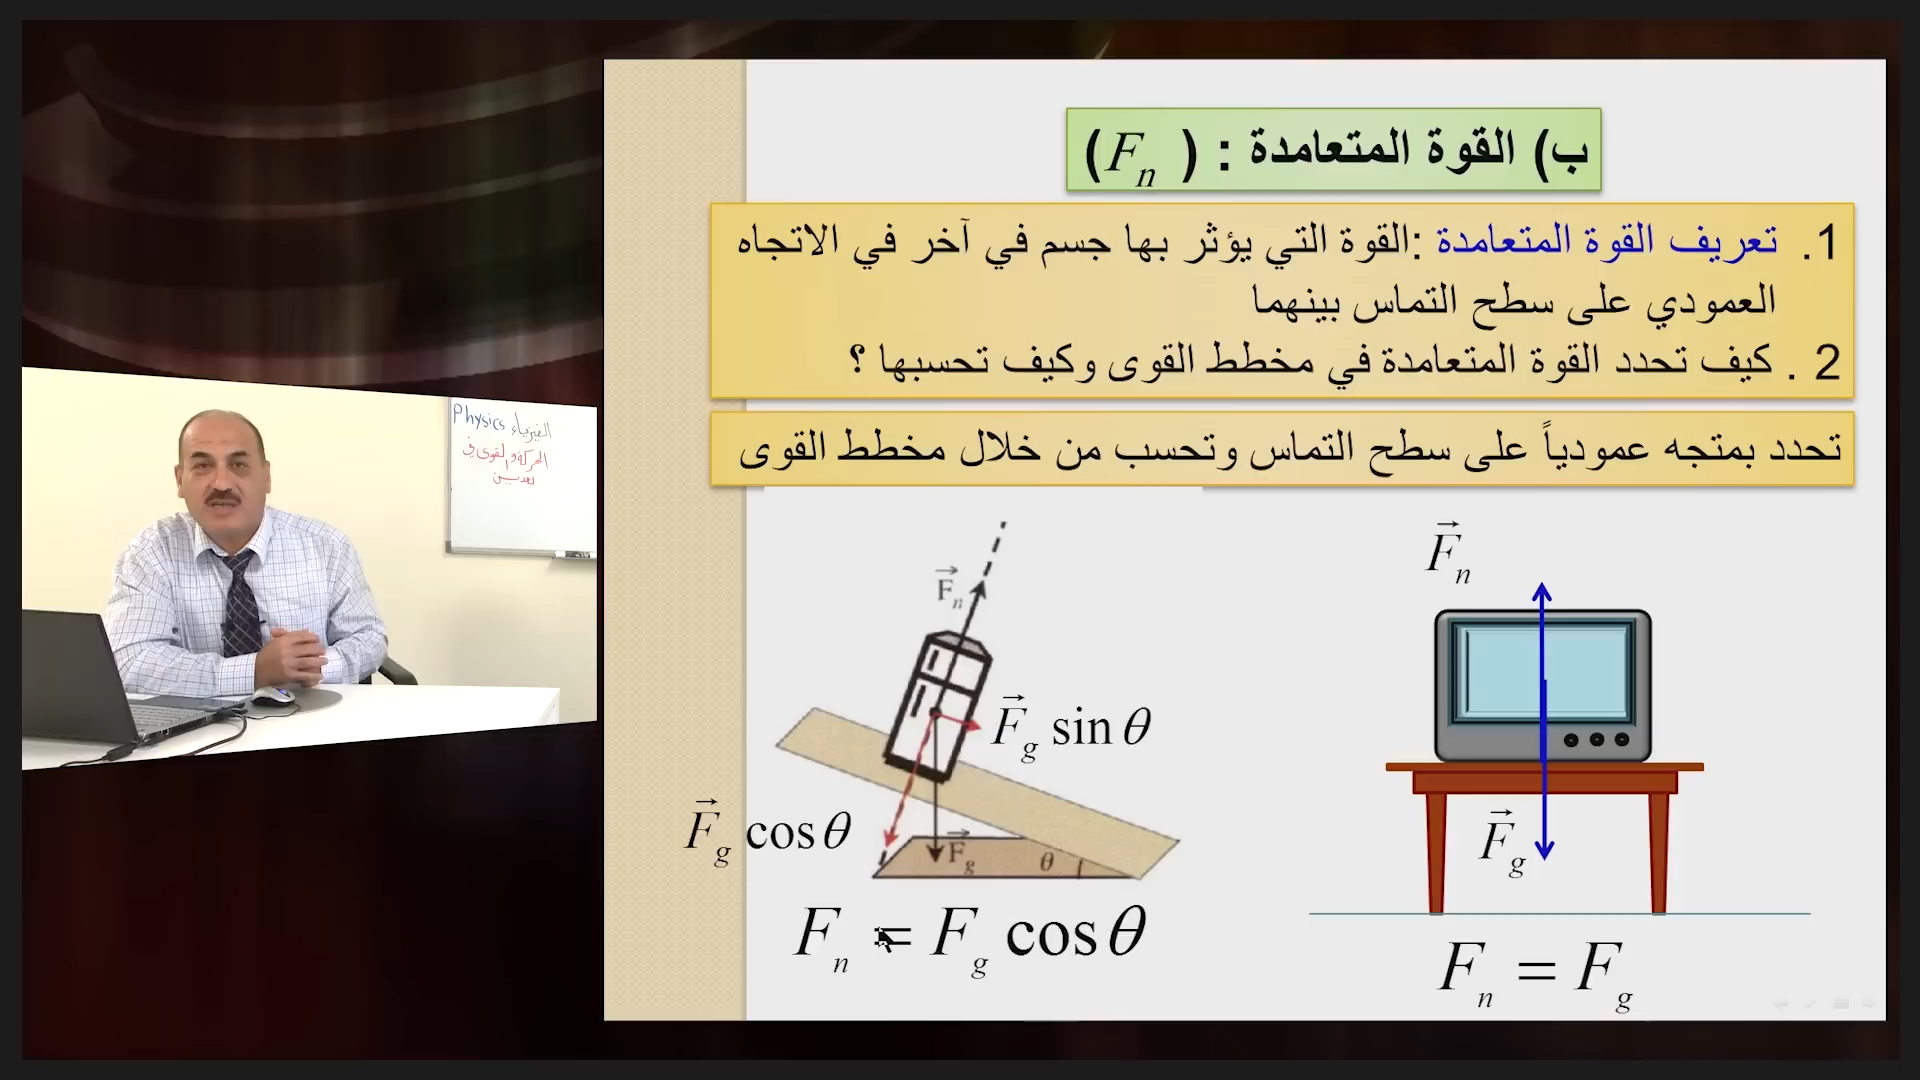 ب) القوة المتعامدة : ( Fn)
1. تعريف القوة المتعامدة :القوة التي يؤثر بها جسم في آخر في الاتجاه
العمودي على سطح التماس بينهما
2 . كيف تحدد القوة المتعامدة في مخطط القوى وكيف تحسبها ؟
تحدد بمتجه عمودياً على سطح التماس وتحسب من خلال مخطط القوى
Fn
Fg
Fn = Fg
Fn
Fg sin θ
Fg cos θ
Fg
θ
Fn = Fg cos θ
Physics الفيزياء
الحركة والقوى في
بعدين